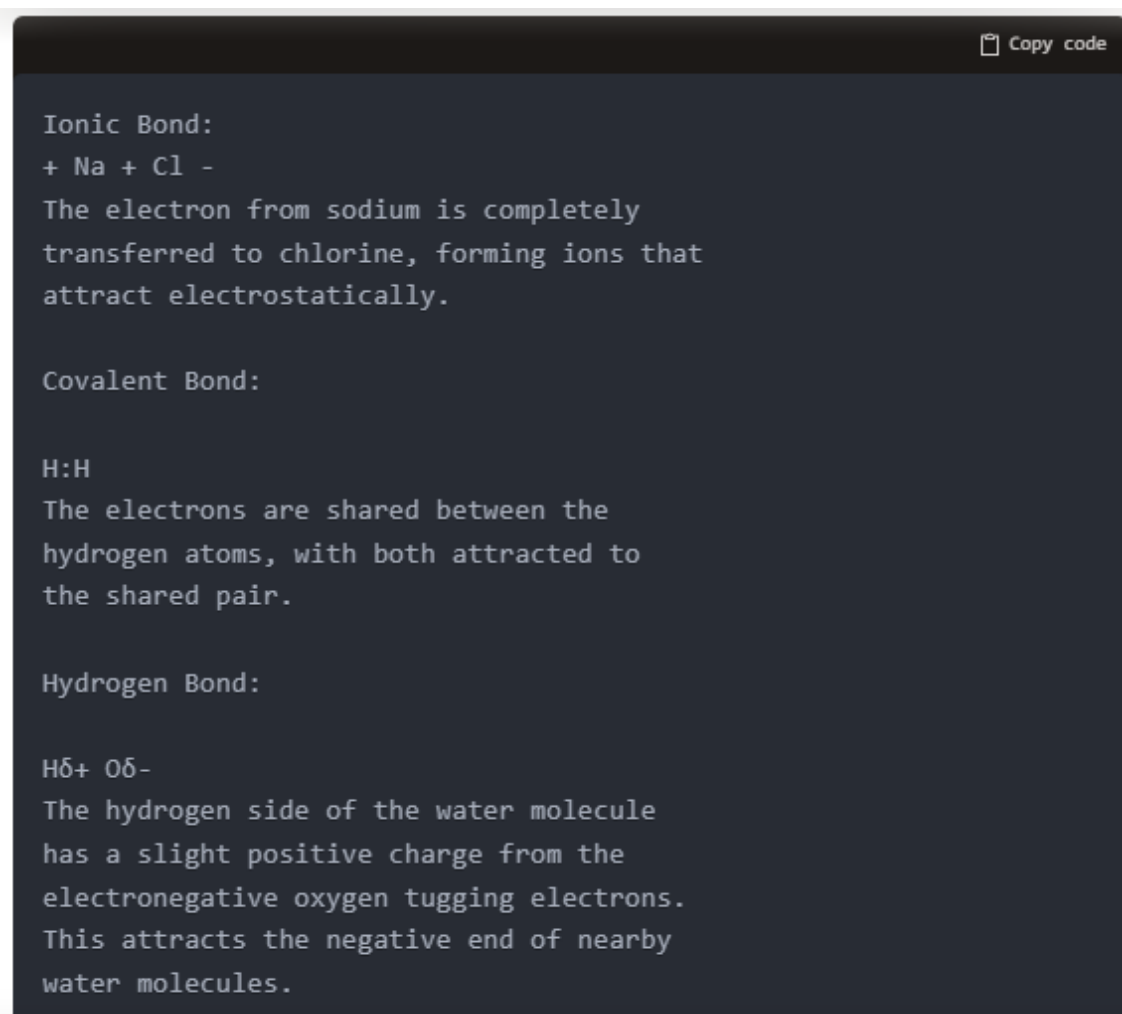 Copy code
Ionic Bond:
+ Na + Cl -
The electron from sodium is completely
transferred to chlorine, forming ions that
attract electrostatically.
Covalent Bond:
H:H
The electrons are shared between the
hydrogen atoms, with both attracted to
the shared pair.
Hydrogen Bond:
Hδ+ Oδ-
The hydrogen side of the water molecule
has a slight positive charge from the
electronegative oxygen tugging electrons.
This attracts the negative end of nearby
water molecules.